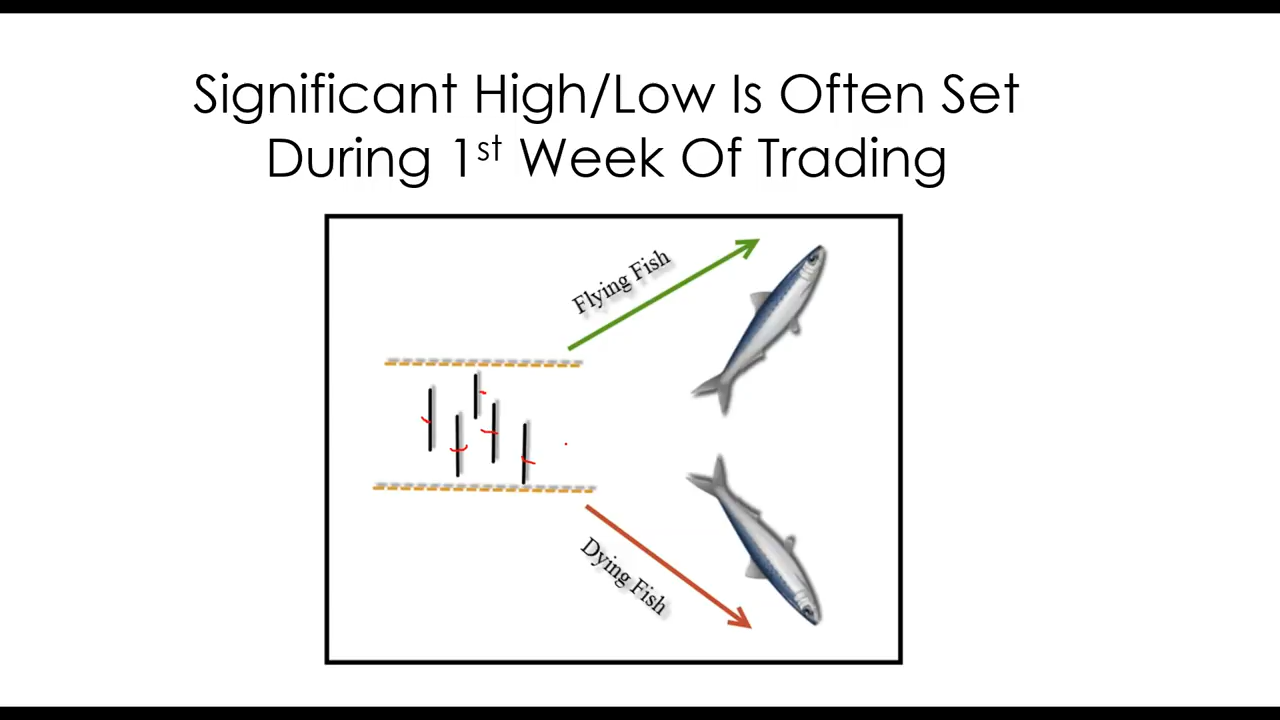 Significant High/Low Is Often Set
During 1st Week Of Trading
Flying Fish
Dying Fish